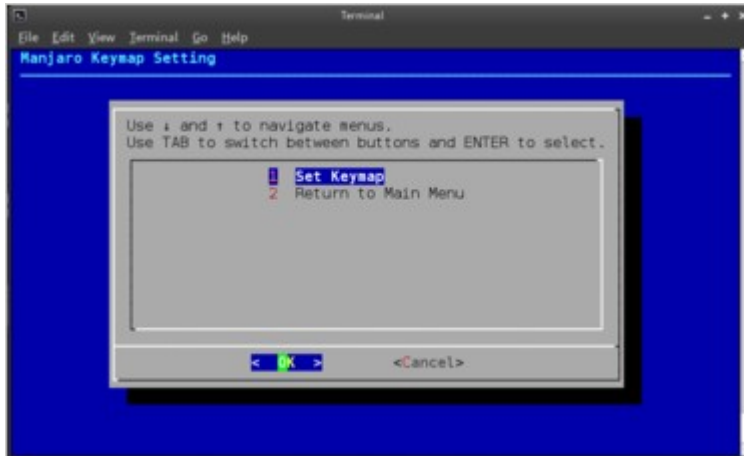 Terminal
File Edit View Terminal Go Help
Manjaro Keymap Setting
Use ↓ and ↑ to navigate menus.
Use TAB to switch between buttons and ENTER to select.
1 Set Keymap
2 Return to Main Menu
< OK > <Cancel>